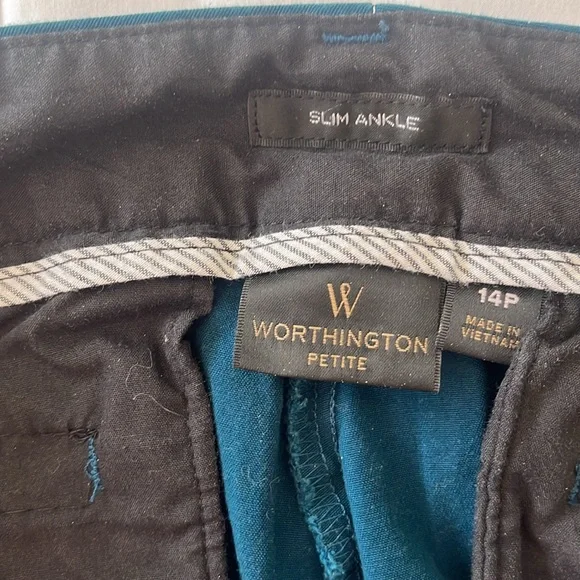 SLIM ANKLE
W
WORTHINGTON
PETITE
14P
MADE IN
VIETNAM